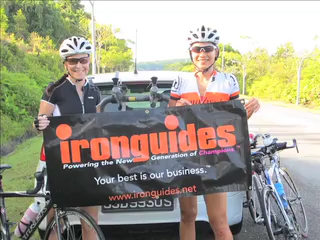 ironguides
Powering the New Generation of Champions
Your best is our business.
www.ironguides.net